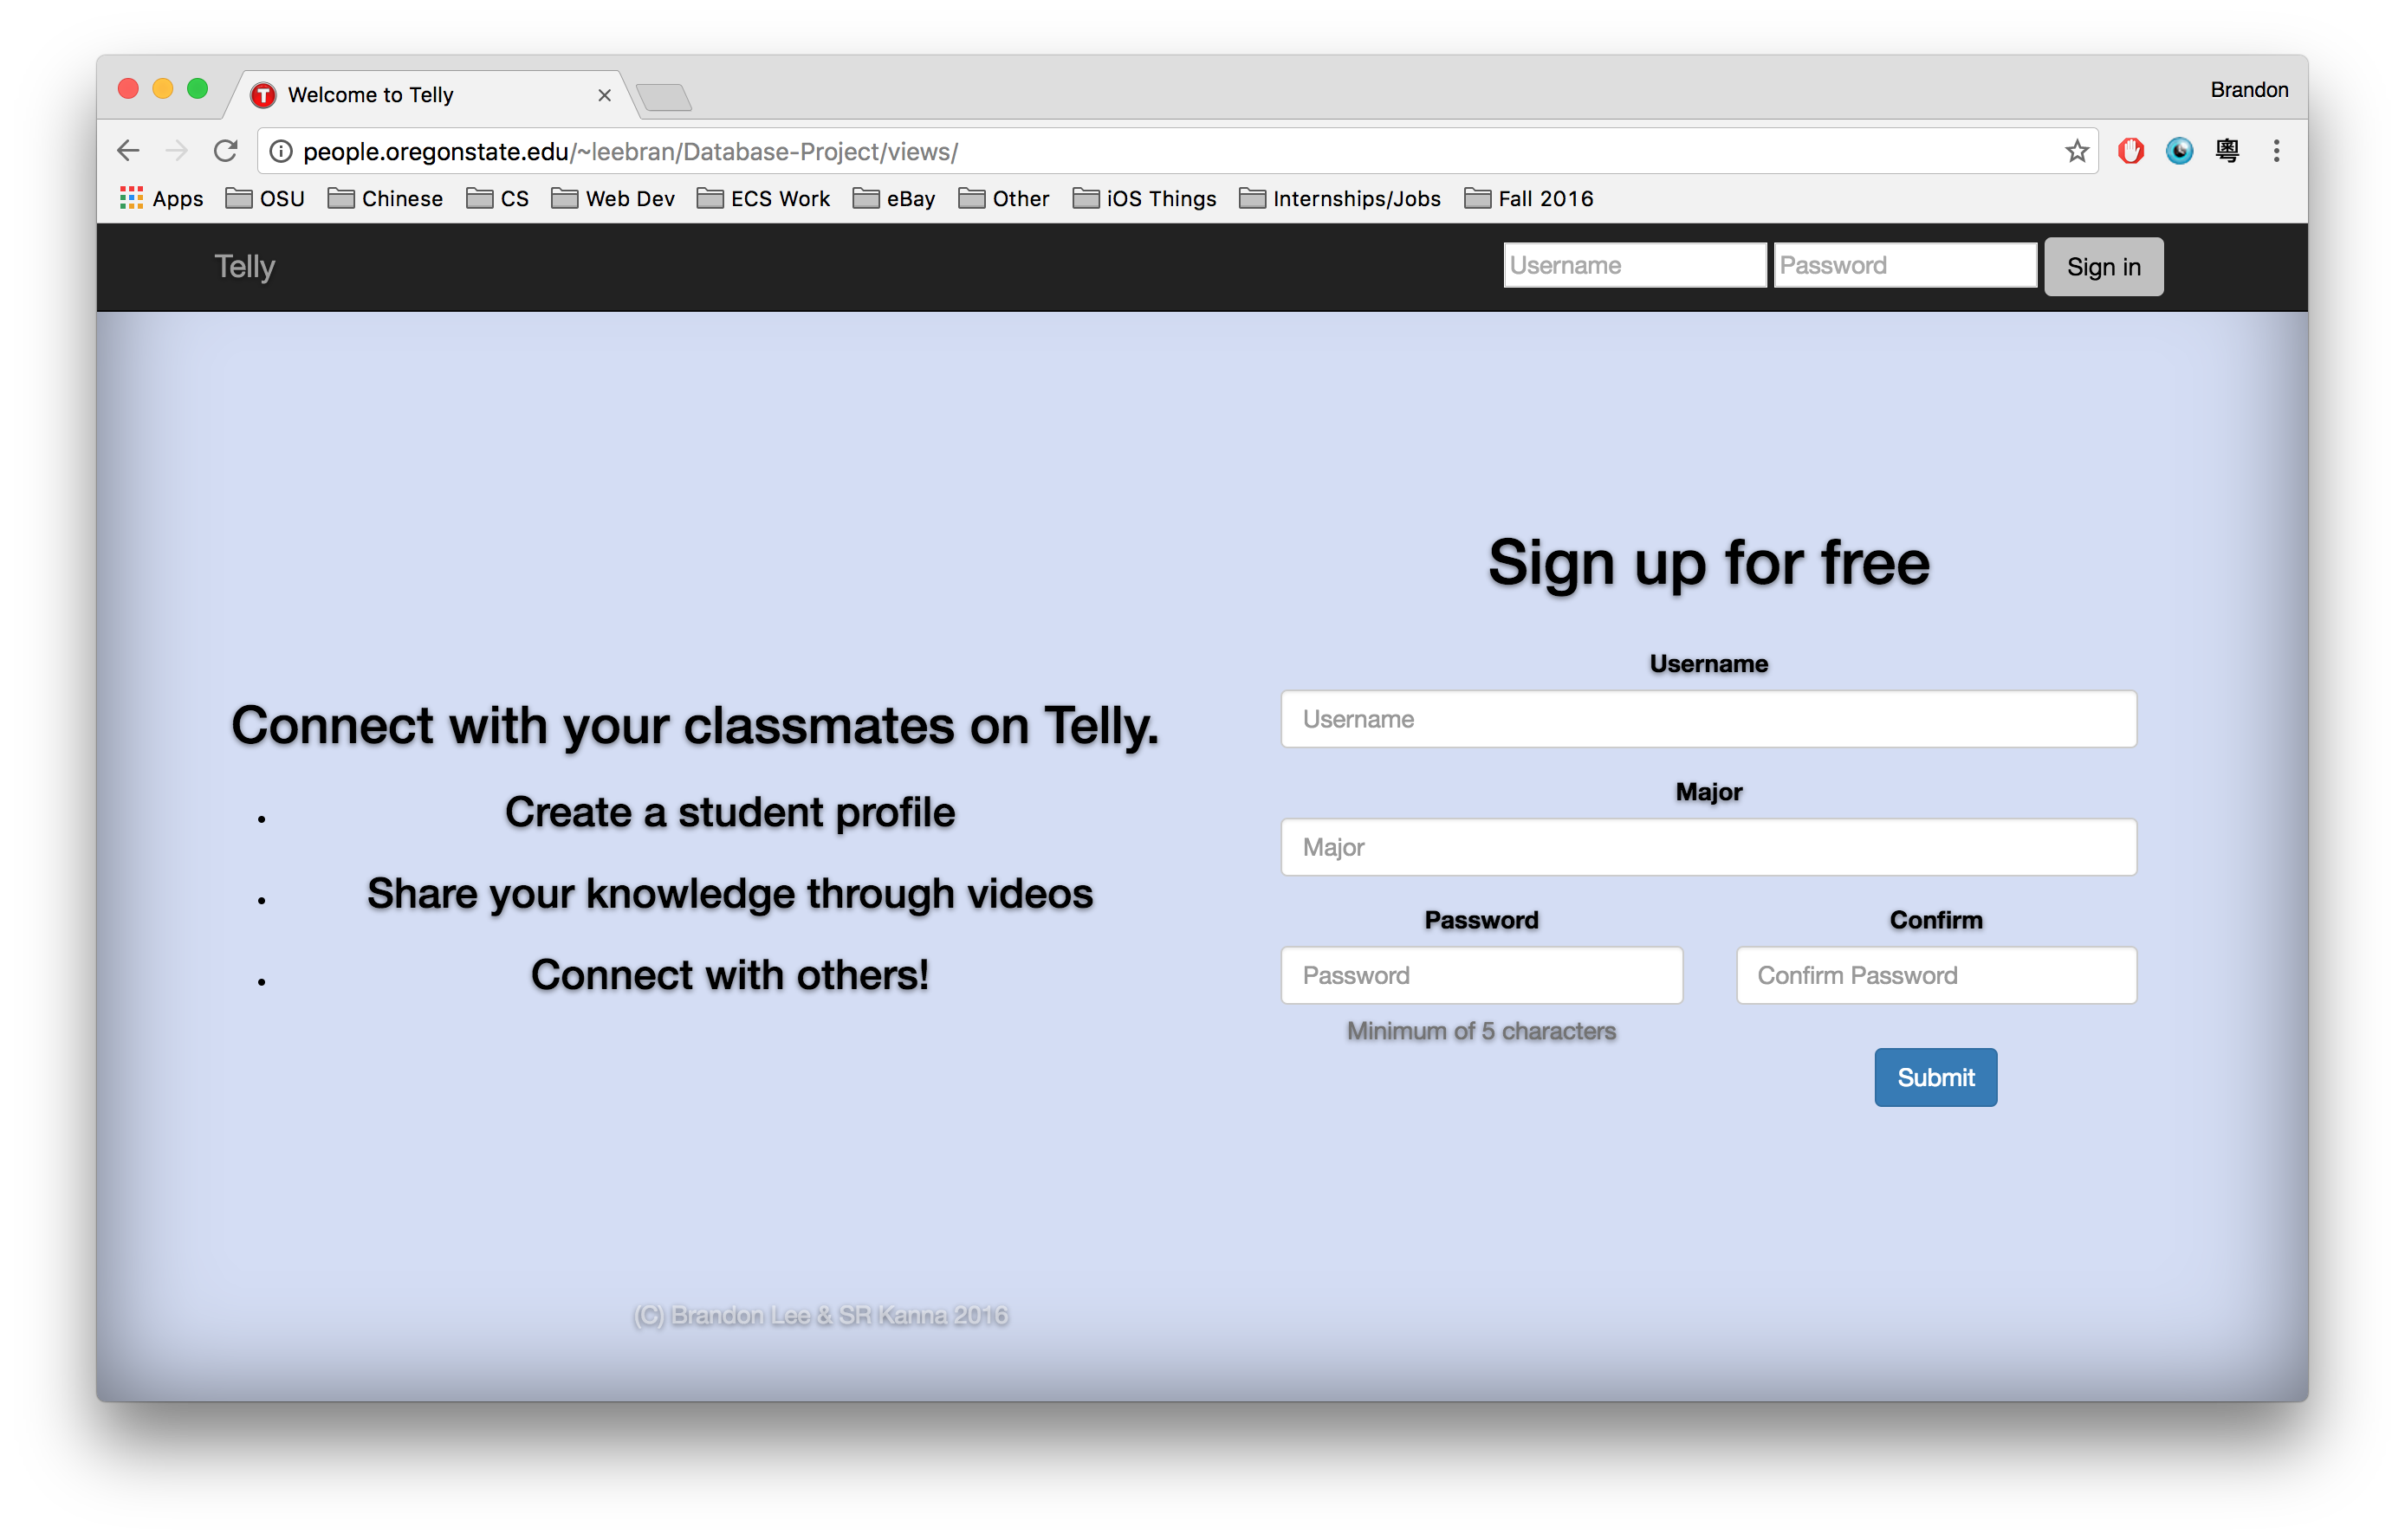 Welcome to Telly
Brandon
people.oregonstate.edu/~leebran/Database-Project/views/
粵
Apps OSU Chinese CS Web Dev ECS Work eBay Other iOS Things Internships/Jobs Fall 2016
Telly Username Password Sign in
Sign up for free
Username
Username
Major
Major
Password Confirm
Password Confirm Password
Minimum of 5 characters
Submit
Connect with your classmates on Telly.
• Create a student profile
• Share your knowledge through videos
• Connect with others!
(C) Brandon Lee & SR Kanna 2016